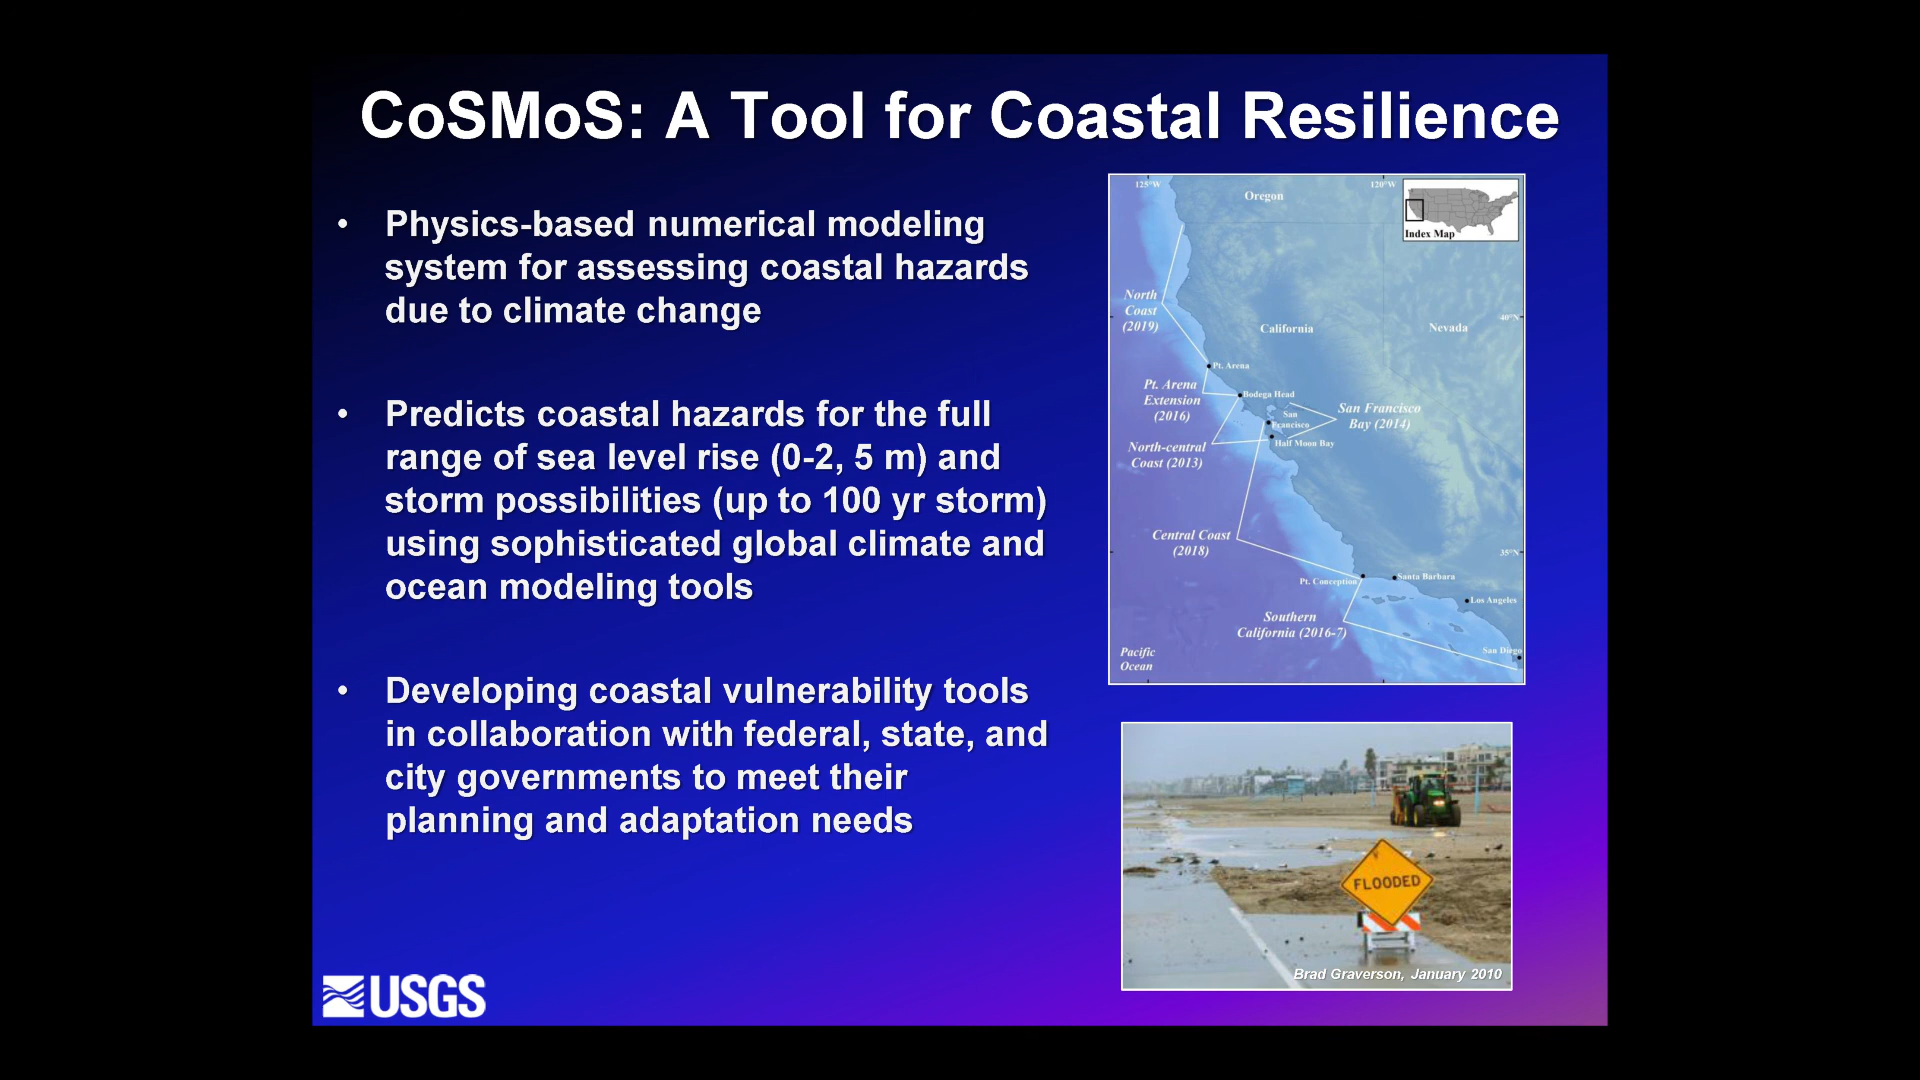 CoSMoS: A Tool for Coastal Resilience
• Physics-based numerical modeling
system for assessing coastal hazards
due to climate change
• Predicts coastal hazards for the full
range of sea level rise (0-2, 5 m) and
storm possibilities (up to 100 yr storm)
using sophisticated global climate and
ocean modeling tools
• Developing coastal vulnerability tools
in collaboration with federal, state, and
city governments to meet their
planning and adaptation needs
USGS
125°W
120°W
Oregon
Index Map
North
Coast
(2019)
40°N
California
Nevada
Pt. Arena
Pt. Arena
Extension
(2016)
Bodega Head
San
Francisco
San Francisco
Bay (2014)
Half Moon Bay
North-central
Coast (2013)
Central Coast
(2018)
35°N
Pt. Conception
Santa Barbara
Los Angeles
Southern
California (2016-7)
San Diego
Pacific
Ocean
FLOODED
Brad Graverson, January 2010